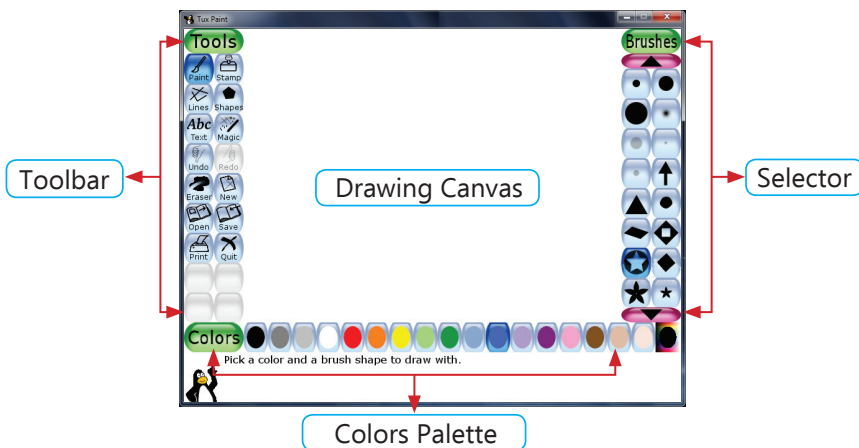 Tux Paint
Tools
Brushes
Paint Stamp
Lines Shapes
Abc
Text Magic
Undo Redo
Eraser New
Open Save
Print Quit
Toolbar
Drawing Canvas
Selector
Colors
Pick a color and a brush shape to draw with.
Colors Palette